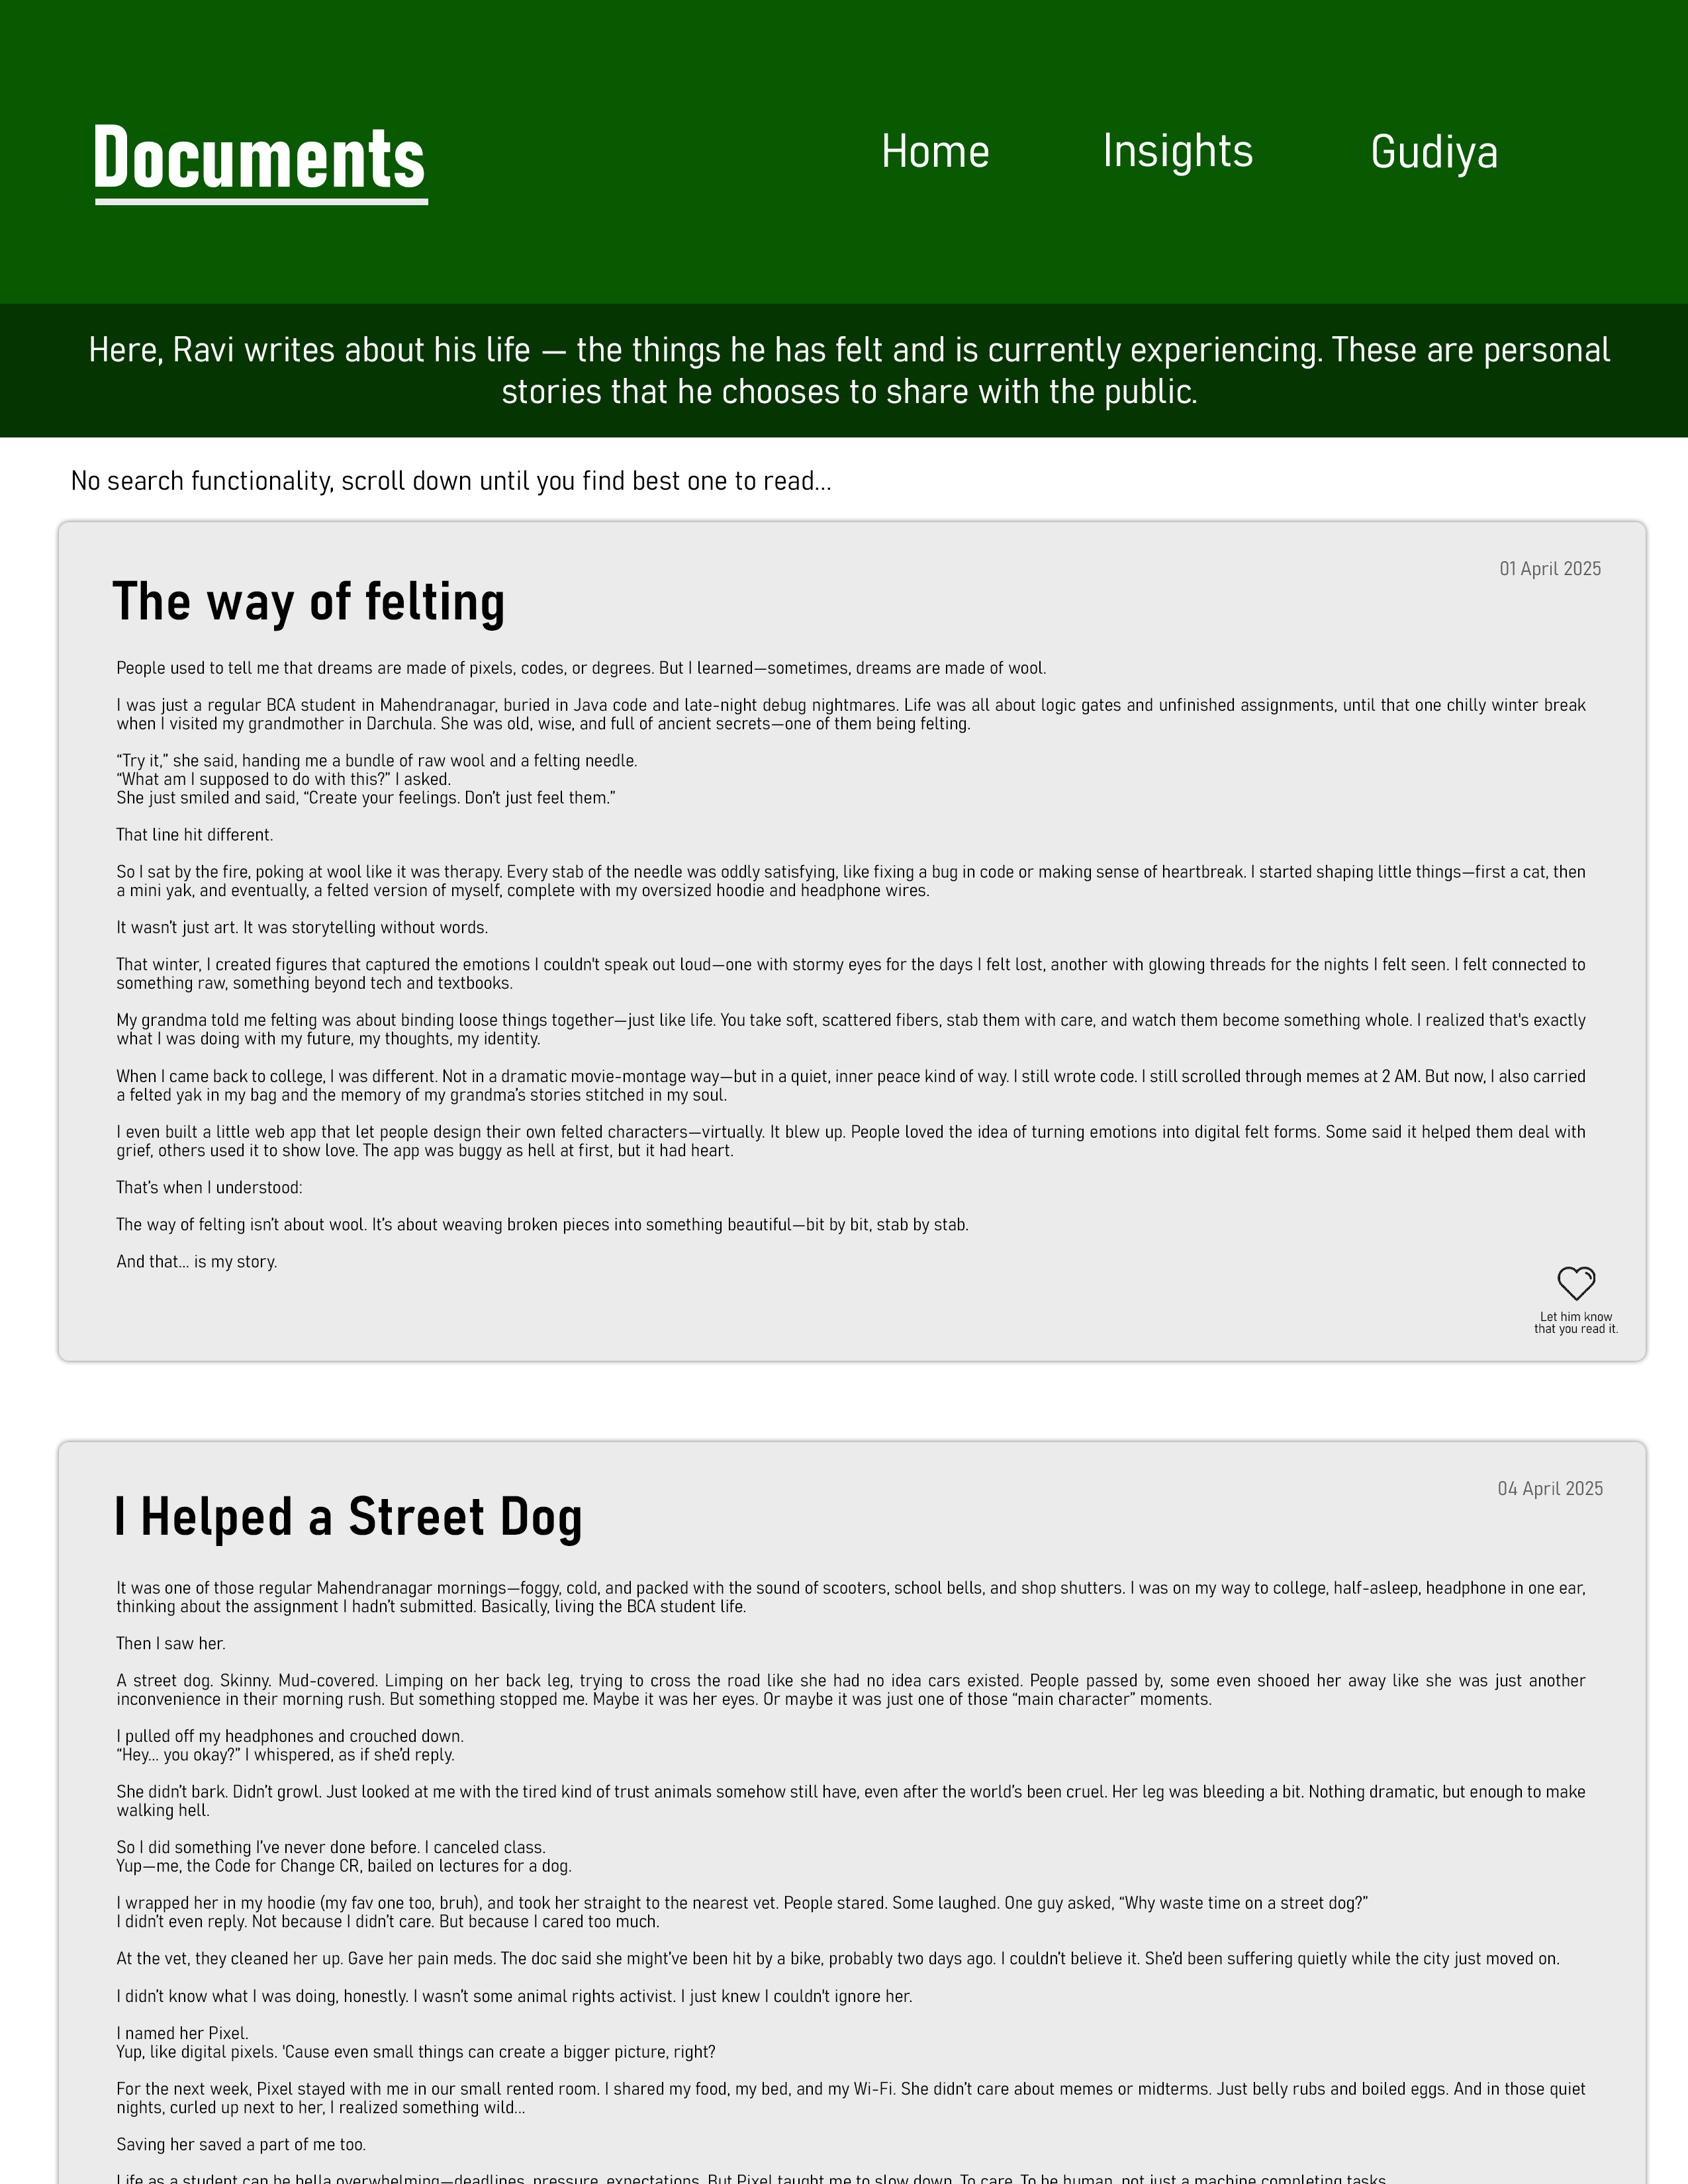 Documents
Home
Insights
Gudiya
Here, Ravi writes about his life — the things he has felt and is currently experiencing. These are personal
stories that he chooses to share with the public.
No search functionality, scroll down until you find best one to read...
01 April 2025
The way of felting
People used to tell me that dreams are made of pixels, codes, or degrees. But I learned—sometimes, dreams are made of wool.
I was just a regular BCA student in Mahendranagar, buried in Java code and late-night debug nightmares. Life was all about logic gates and unfinished assignments, until that one chilly winter break
when I visited my grandmother in Darchula. She was old, wise, and full of ancient secrets—one of them being felting.
“Try it,” she said, handing me a bundle of raw wool and a felting needle.
“What am I supposed to do with this?” I asked.
She just smiled and said, “Create your feelings. Don’t just feel them.”
That line hit different.
So I sat by the fire, poking at wool like it was therapy. Every stab of the needle was oddly satisfying, like fixing a bug in code or making sense of heartbreak. I started shaping little things—first a cat, then
a mini yak, and eventually, a felted version of myself, complete with my oversized hoodie and headphone wires.
It wasn’t just art. It was storytelling without words.
That winter, I created figures that captured the emotions I couldn't speak out loud—one with stormy eyes for the days I felt lost, another with glowing threads for the nights I felt seen. I felt connected to
something raw, something beyond tech and textbooks.
My grandma told me felting was about binding loose things together—just like life. You take soft, scattered fibers, stab them with care, and watch them become something whole. I realized that's exactly
what I was doing with my future, my thoughts, my identity.
When I came back to college, I was different. Not in a dramatic movie-montage way—but in a quiet, inner peace kind of way. I still wrote code. I still scrolled through memes at 2 AM. But now, I also carried
a felted yak in my bag and the memory of my grandma’s stories stitched in my soul.
I even built a little web app that let people design their own felted characters—virtually. It blew up. People loved the idea of turning emotions into digital felt forms. Some said it helped them deal with
grief, others used it to show love. The app was buggy as hell at first, but it had heart.
That’s when I understood:
The way of felting isn’t about wool. It’s about weaving broken pieces into something beautiful—bit by bit, stab by stab.
And that... is my story.
Let him know
that you read it.
04 April 2025
I Helped a Street Dog
It was one of those regular Mahendranagar mornings—foggy, cold, and packed with the sound of scooters, school bells, and shop shutters. I was on my way to college, half-asleep, headphone in one ear,
thinking about the assignment I hadn’t submitted. Basically, living the BCA student life.
Then I saw her.
A street dog. Skinny. Mud-covered. Limping on her back leg, trying to cross the road like she had no idea cars existed. People passed by, some even shooed her away like she was just another
inconvenience in their morning rush. But something stopped me. Maybe it was her eyes. Or maybe it was just one of those “main character” moments.
I pulled off my headphones and crouched down.
“Hey... you okay?” I whispered, as if she’d reply.
She didn’t bark. Didn’t growl. Just looked at me with the tired kind of trust animals somehow still have, even after the world’s been cruel. Her leg was bleeding a bit. Nothing dramatic, but enough to make
walking hell.
So I did something I’ve never done before. I canceled class.
Yup—me, the Code for Change CR, bailed on lectures for a dog.
I wrapped her in my hoodie (my fav one too, bruh), and took her straight to the nearest vet. People stared. Some laughed. One guy asked, “Why waste time on a street dog?”
I didn’t even reply. Not because I didn’t care. But because I cared too much.
At the vet, they cleaned her up. Gave her pain meds. The doc said she might’ve been hit by a bike, probably two days ago. I couldn’t believe it. She’d been suffering quietly while the city just moved on.
I didn’t know what I was doing, honestly. I wasn’t some animal rights activist. I just knew I couldn't ignore her.
I named her Pixel.
Yup, like digital pixels. 'Cause even small things can create a bigger picture, right?
For the next week, Pixel stayed with me in our small rented room. I shared my food, my bed, and my Wi-Fi. She didn’t care about memes or midterms. Just belly rubs and boiled eggs. And in those quiet
nights, curled up next to her, I realized something wild...
Saving her saved a part of me too.
Life as a student can be hella overwhelming—deadlines, pressure, expectations. But Pixel taught me to slow down. To care. To be human, not just a machine completing tasks.